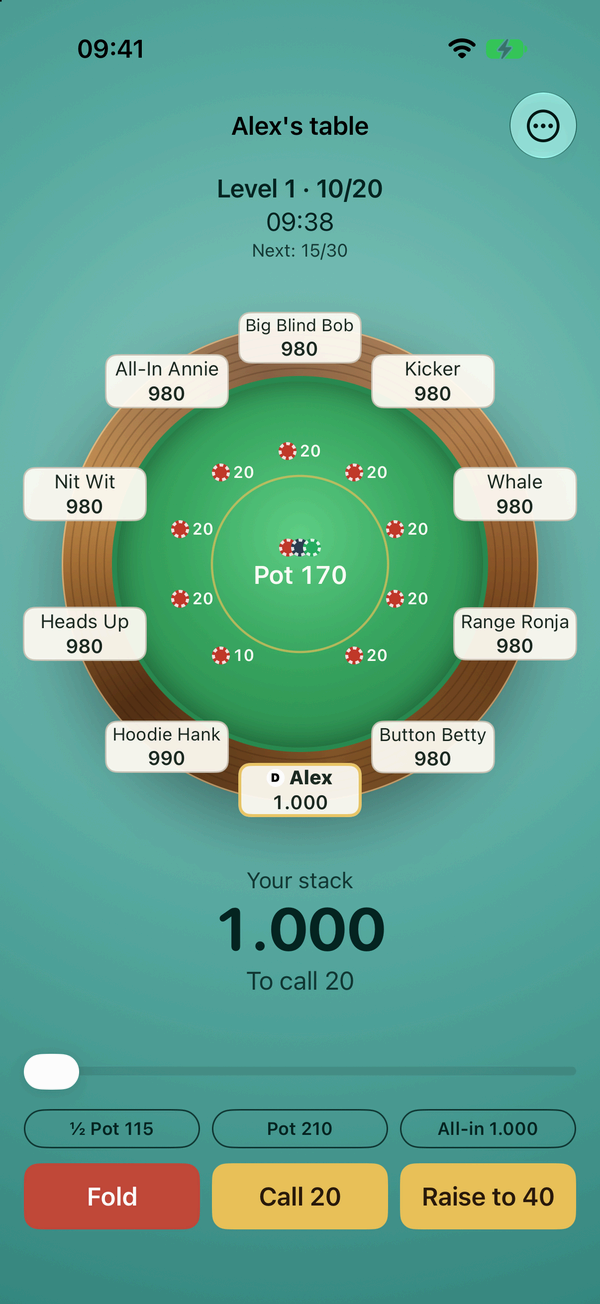 09:41
Alex's table
Level 1 · 10/20
09:38
Next: 15/30
Big Blind Bob
980
All-In Annie
980
Kicker
980
20
20
20
Nit Wit
980
Whale
980
20
20
Pot 170
20
20
Heads Up
980
Range Ronja
980
10
20
Hoodie Hank
990
Button Betty
980
D Alex
1.000
Your stack
1.000
To call 20
½ Pot 115
Pot 210
All-in 1.000
Fold
Call 20
Raise to 40